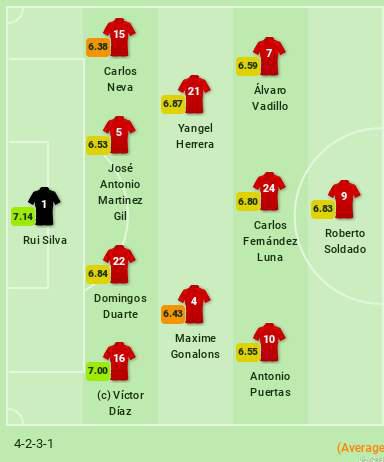 15
6.38
Carlos
Neva
7
6.59
Álvaro
Vadillo
21
6.87
Yangel
Herrera
5
6.53
José
Antonio
Martinez
Gil
1
7.14
Rui Silva
24
6.80
Carlos
Fernández
Luna
9
6.83
Roberto
Soldado
22
6.84
Domingos
Duarte
4
6.43
Maxime
Gonalons
16
7.00
(c) Víctor
Díaz
10
6.55
Antonio
Puertas
4-2-3-1
(Average